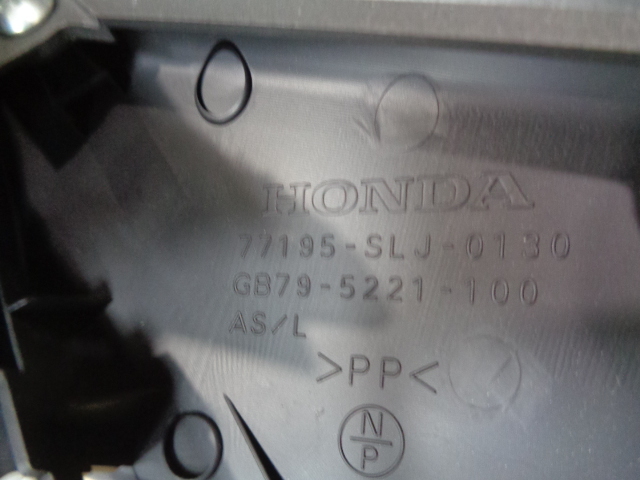 HONDA
77195-SLJ-0130
GB79-5221-100
AS/L
>PP<
N/P